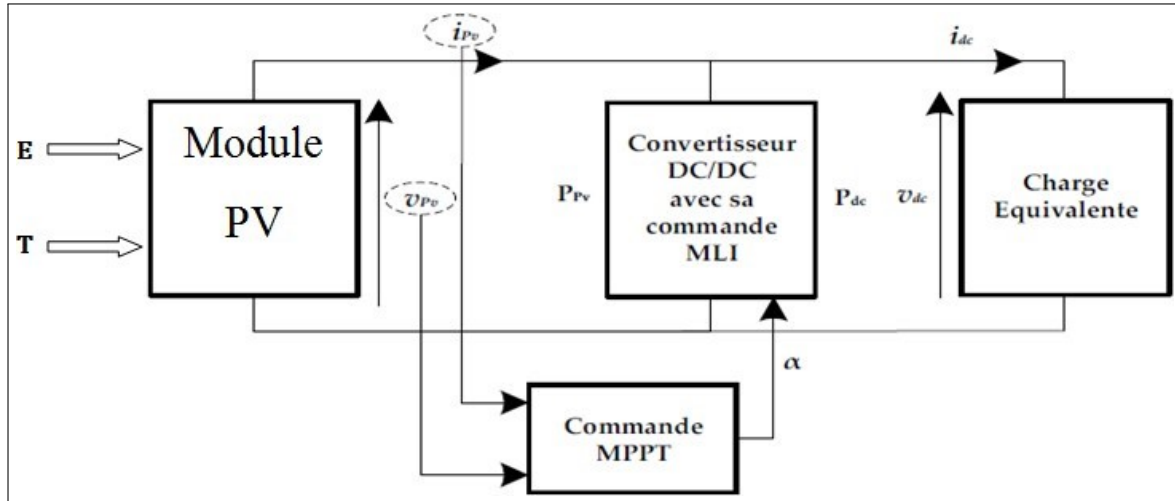 i_Pv
i_dc
E
T
Module
PV
v_Pv
P_Pv
Convertisseur
DC/DC
avec sa
commande
MLI
P_dc
v_dc
Charge
Equivalente
α
Commande
MPPT